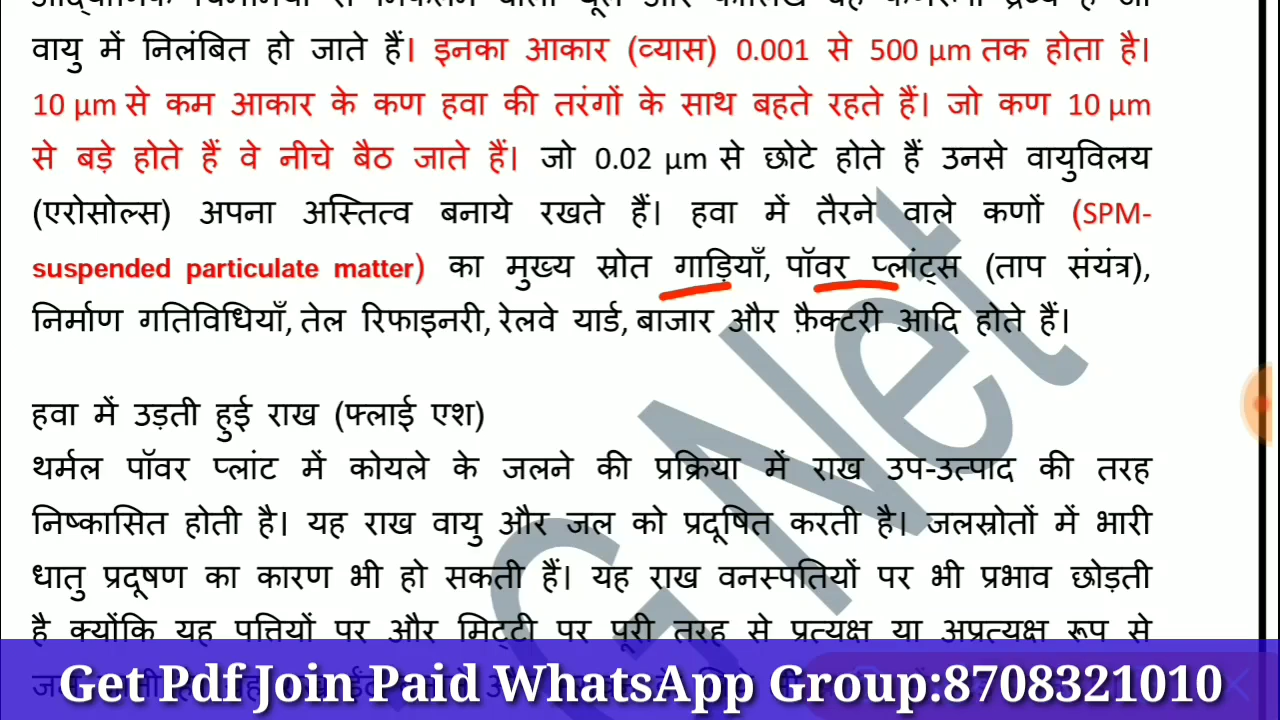 वायु में निलंबित हो जाते हैं। इनका आकार (व्यास) 0.001 से 500 µm तक होता है।
10 µm से कम आकार के कण हवा की तरंगों के साथ बहते रहते हैं। जो कण 10 µm
से बड़े होते हैं वे नीचे बैठ जाते हैं। जो 0.02 µm से छोटे होते हैं उनसे वायुविलय
(एरोसोल्स) अपना अस्तित्व बनाये रखते हैं। हवा में तैरने वाले कणों (SPM-
suspended particulate matter) का मुख्य स्रोत गाड़ियाँ, पॉवर प्लांट्स (ताप संयंत्र),
निर्माण गतिविधियाँ, तेल रिफाइनरी, रेलवे यार्ड, बाजार और फ़ैक्टरी आदि होते हैं।
हवा में उड़ती हुई राख (फ्लाई एश)
थर्मल पॉवर प्लांट में कोयले के जलने की प्रक्रिया में राख उप-उत्पाद की तरह
निष्कासित होती है। यह राख वायु और जल को प्रदूषित करती है। जलस्रोतों में भारी
धातु प्रदूषण का कारण भी हो सकती हैं। यह राख वनस्पतियों पर भी प्रभाव छोड़ती
है क्योंकि यह पत्तियों पर और मिट्टी पर पूरी तरह से प्रत्यक्ष या अप्रत्यक्ष रूप से
G Net
Get Pdf Join Paid WhatsApp Group:8708321010